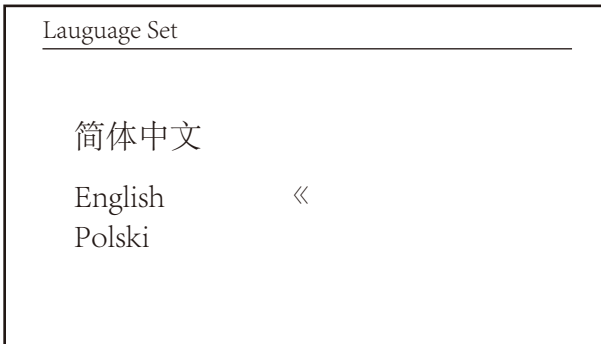 Lauguage Set
简体中文
English 《
Polski